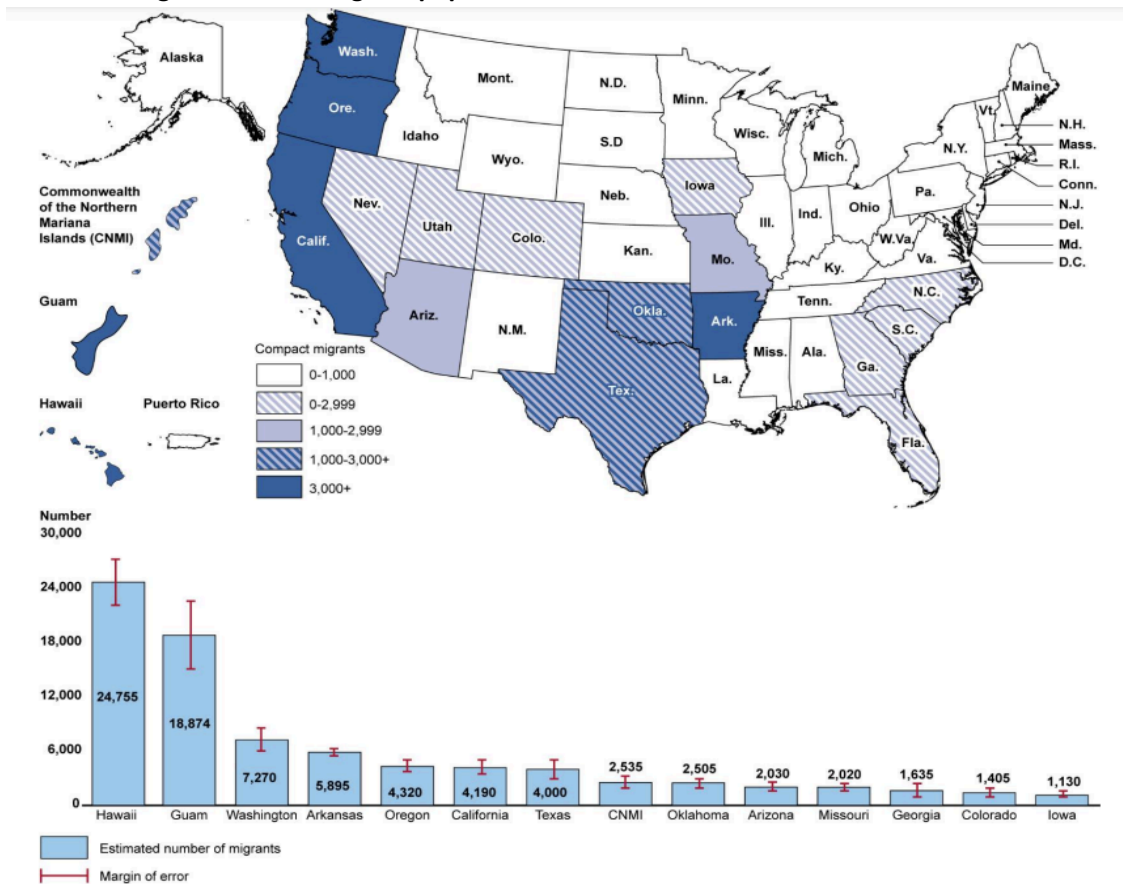 Alaska
Wash.
Mont.
N.D.
Minn.
Maine
Vt.
N.H.
Ore.
Idaho
S.D
Wisc.
Mich.
N.Y.
Mass.
R.I.
Wyo.
Conn.
Commonwealth
of the Northern
Mariana
Islands (CNMI)
Nev.
Utah
Colo.
Neb.
Iowa
Ill.
Ind.
Ohio
Pa.
N.J.
Del.
Calif.
Kan.
Mo.
W.Va.
Va.
Md.
D.C.
Ky.
Guam
Ariz.
N.M.
Okla.
Ark.
Tenn.
N.C.
S.C.
Miss.
Ala.
Ga.
Tex.
La.
Fla.
Compact migrants
0-1,000
0-2,999
1,000-2,999
1,000-3,000+
3,000+
Hawaii
Puerto Rico
Number
30,000
24,000
18,000
12,000
6,000
0
24,755
18,874
7,270
5,895
4,320
4,190
4,000
2,535
2,505
2,030
2,020
1,635
1,405
1,130
Hawaii
Guam
Washington
Arkansas
Oregon
California
Texas
CNMI
Oklahoma
Arizona
Missouri
Georgia
Colorado
Iowa
Estimated number of migrants
Margin of error